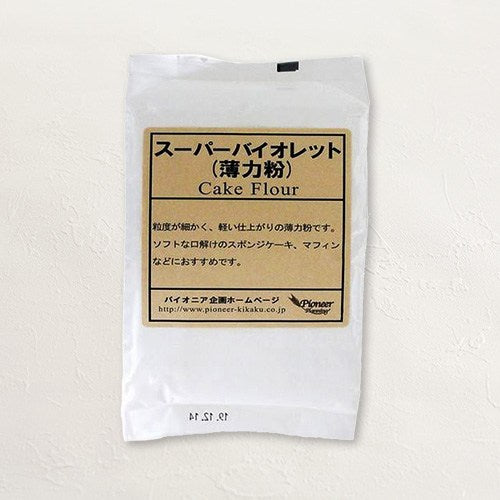 スーパーバイオレット
(薄力粉)
Cake Flour
粒度が細かく、軽い仕上がりの薄力粉です。
ソフトな口解けのスポンジケーキ、マフィン
などにおすすめです。
パイオニア企画ホームページ
http://www.pioneer-kikaku.co.jp
Pioneer
Planning
19.12.14